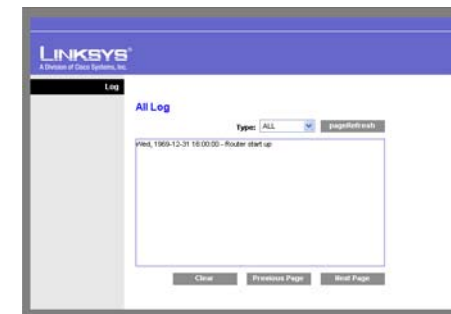 LINKSYS®
A Division of Cisco Systems, Inc.
Log
All Log
Type: ALL pageRefresh
Wed, 1969-12-31 16:00:00 - Router start up
Clear Previous Page Next Page